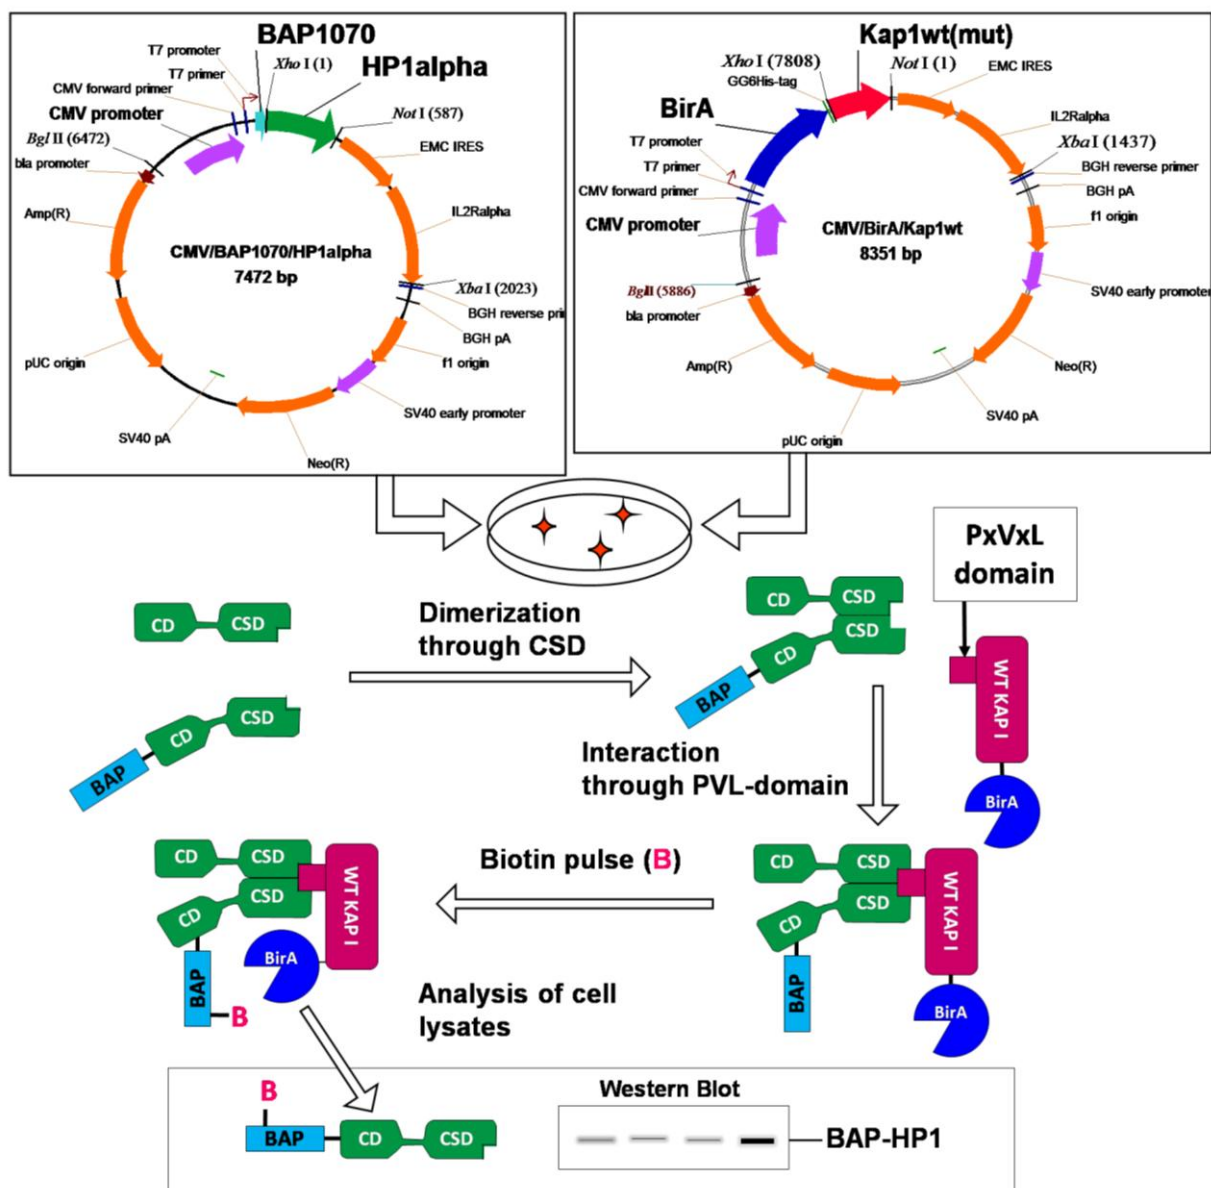 BAP1070
T7 promoter
Xho I (1)
HP1alpha
T7 primer
CMV forward primer
CMV promoter
Not I (587)
Bgl II (6472)
EMC IRES
bla promoter
Amp(R)
IL2Ralpha
CMV/BAP1070/HP1alpha
7472 bp
Xba I (2023)
BGH reverse pri
BGH pA
pUC origin
f1 origin
SV40 early promoter
SV40 pA
Neo(R)
Kap1wt(mut)
Xho I (7808)
Not I (1)
EMC IRES
GG6His-tag
BirA
IL2Ralpha
XbaI (1437)
T7 promoter
BGH reverse primer
T7 primer
BGH pA
CMV forward primer
f1 origin
CMV promoter
CMV/BirA/Kap1wt
8351 bp
BglII (5886)
SV40 early promoter
bla promoter
Amp(R)
Neo(R)
SV40 pA
pUC origin
PxVxL
domain
CD
CSD
Dimerization
through CSD
CD
CSD
CSD
CD
BAP
WT KAP I
BirA
CSD
CD
BAP
Interaction
through PVL-domain
CD
CSD
CD
CSD
WT KAP I
BirA
BAP
B
Biotin pulse (B)
CD
CSD
CD
CSD
WT KAP I
BAP
BirA
Analysis of cell
lysates
B
BAP
CD
CSD
Western Blot
BAP-HP1